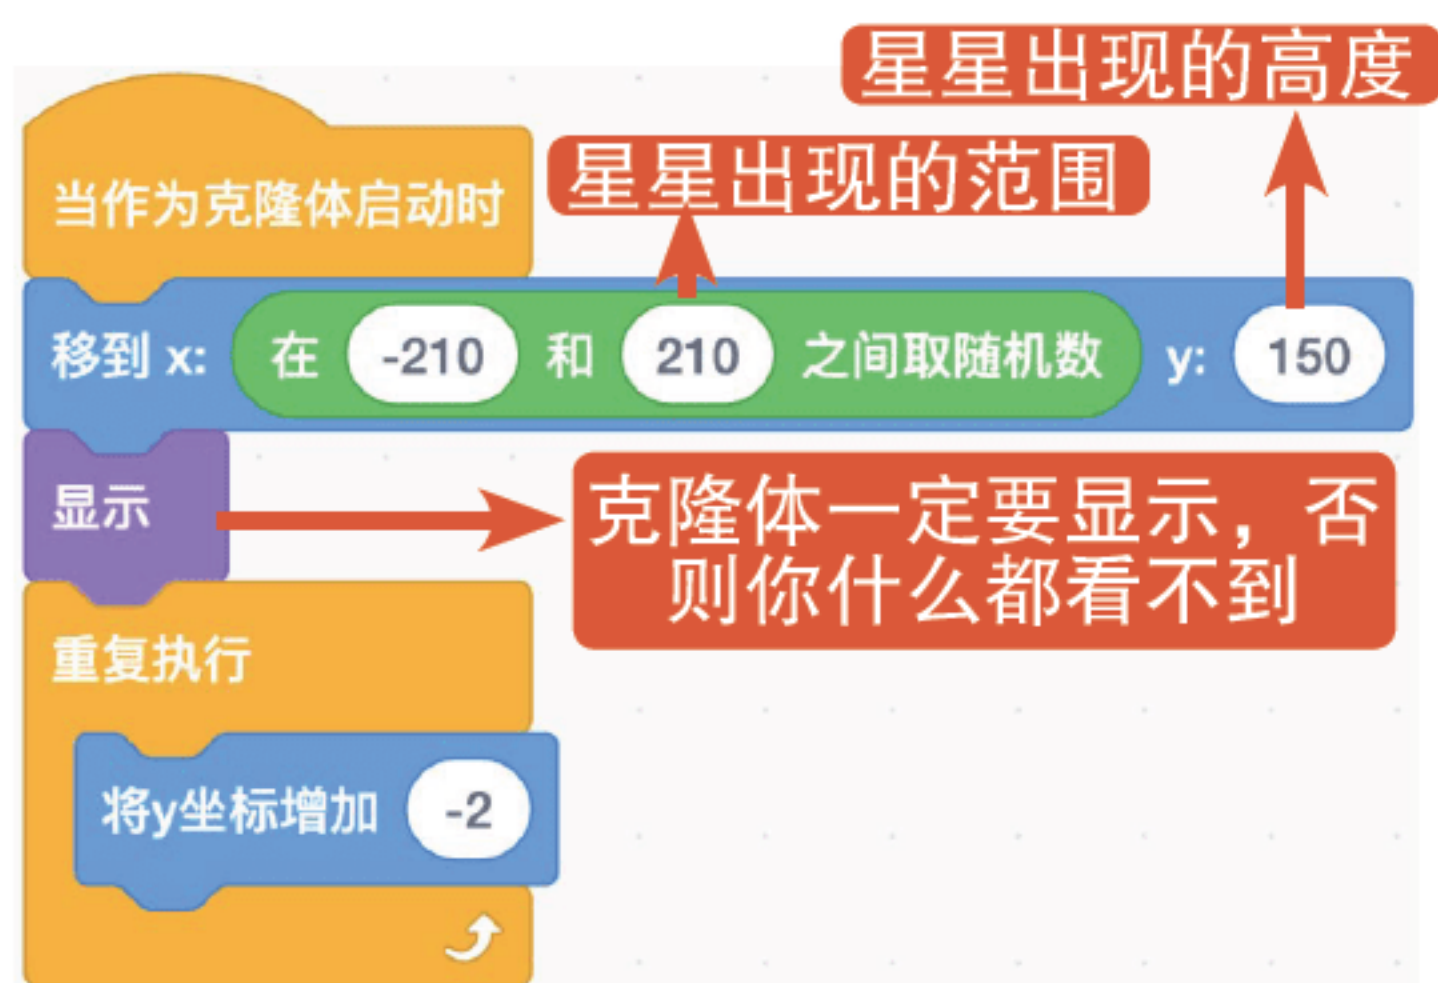 星星出现的高度
星星出现的范围
当作为克隆体启动时
移到 x: 在 -210 和 210 之间取随机数 y: 150
显示
克隆体一定要显示，否
则你什么都看不到
重复执行
将y坐标增加 -2